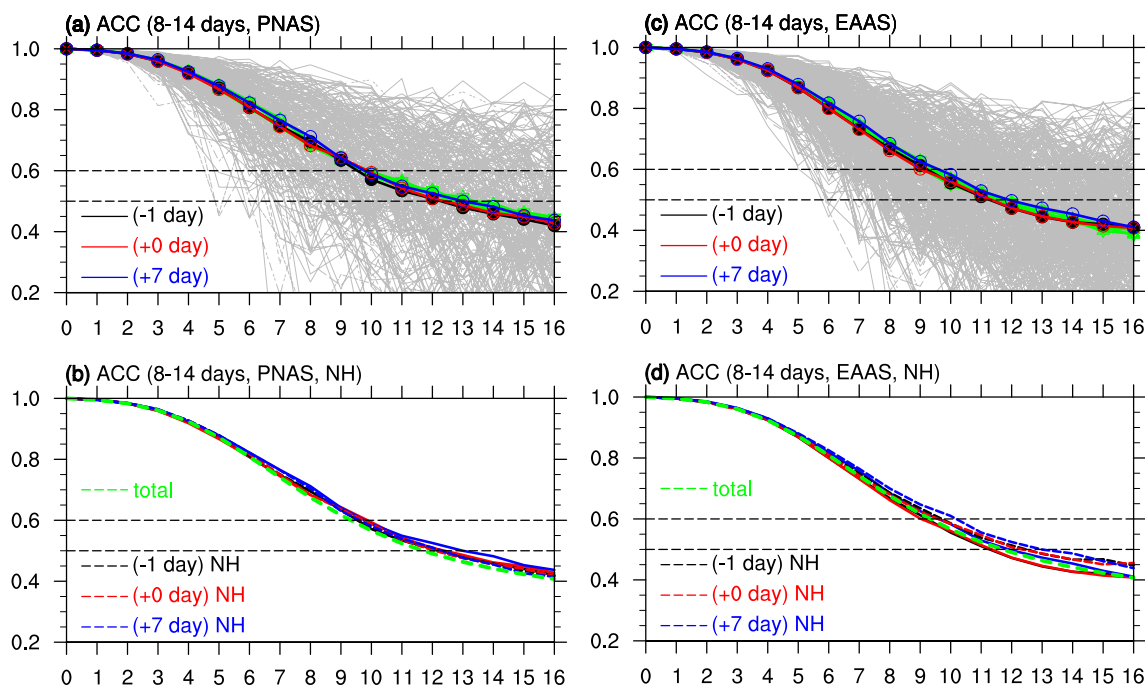 (a) ACC (8-14 days, PNAS)
1.0
0.8
0.6
0.4
0.2
(-1 day)
(+0 day)
(+7 day)
0 1 2 3 4 5 6 7 8 9 10 11 12 13 14 15 16
(c) ACC (8-14 days, EAAS)
1.0
0.8
0.6
0.4
0.2
(-1 day)
(+0 day)
(+7 day)
0 1 2 3 4 5 6 7 8 9 10 11 12 13 14 15 16
(b) ACC (8-14 days, PNAS, NH)
1.0
0.8
0.6
0.4
0.2
total
(-1 day) NH
(+0 day) NH
(+7 day) NH
0 1 2 3 4 5 6 7 8 9 10 11 12 13 14 15 16
(d) ACC (8-14 days, EAAS, NH)
1.0
0.8
0.6
0.4
0.2
total
(-1 day) NH
(+0 day) NH
(+7 day) NH
0 1 2 3 4 5 6 7 8 9 10 11 12 13 14 15 16